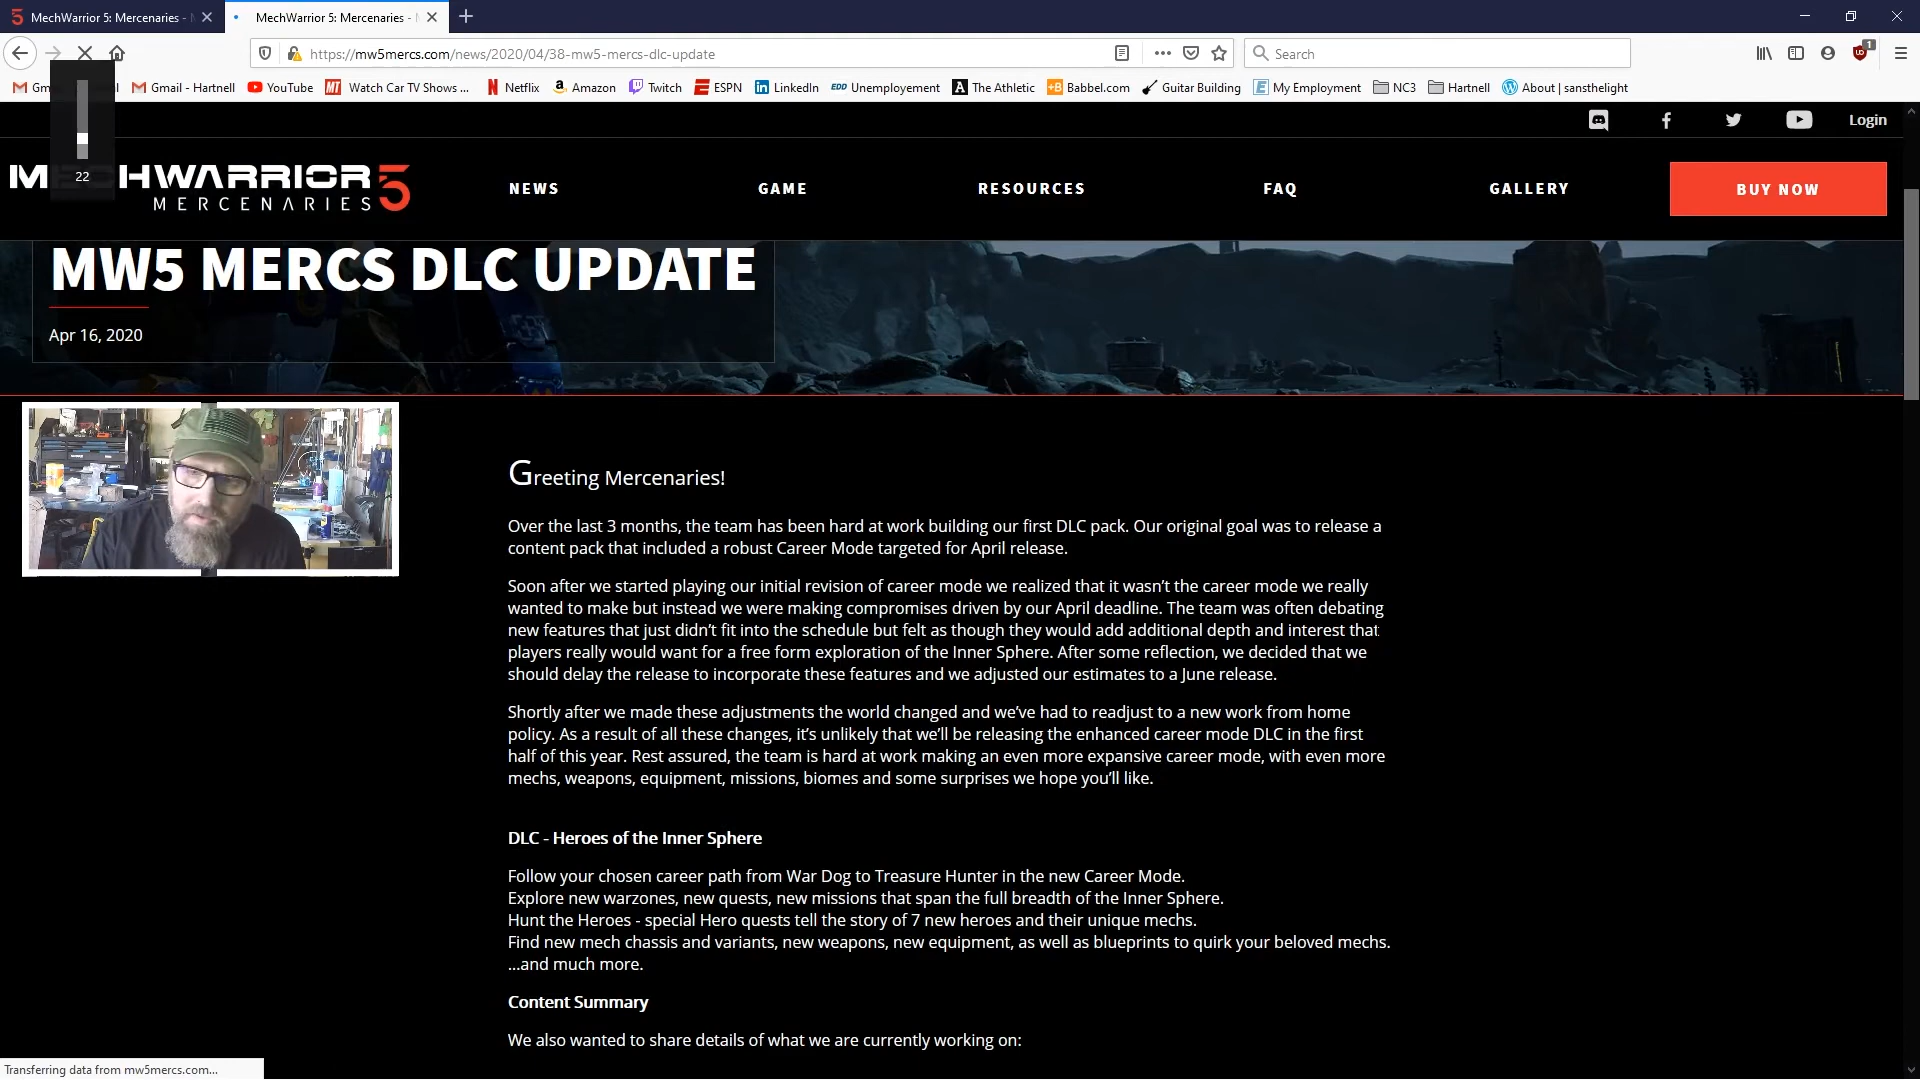 MechWarrior 5: Mercenaries -
MechWarrior 5: Mercenaries -
https://mw5mercs.com/news/2020/04/38-mw5-mercs-dlc-update
Search
1
Gm
Gmail - Hartnell
YouTube
MT
Watch Car TV Shows ...
Netflix
Amazon
Twitch
ESPN
LinkedIn
EDD
Unemployement
The Athletic
Babbel.com
Guitar Building
My Employment
NC3
Hartnell
About | sansthelight
22
Login
MECHWARRIOR 5
MERCENARIES
NEWS
GAME
RESOURCES
FAQ
GALLERY
BUY NOW
MW5 MERCS DLC UPDATE
Apr 16, 2020
Greeting Mercenaries!
Over the last 3 months, the team has been hard at work building our first DLC pack. Our original goal was to release a
content pack that included a robust Career Mode targeted for April release.
Soon after we started playing our initial revision of career mode we realized that it wasn't the career mode we really
wanted to make but instead we were making compromises driven by our April deadline. The team was often debating
new features that just didn't fit into the schedule but felt as though they would add additional depth and interest that
players really would want for a free form exploration of the Inner Sphere. After some reflection, we decided that we
should delay the release to incorporate these features and we adjusted our estimates to a June release.
Shortly after we made these adjustments the world changed and we've had to readjust to a new work from home
policy. As a result of all these changes, it's unlikely that we'll be releasing the enhanced career mode DLC in the first
half of this year. Rest assured, the team is hard at work making an even more expansive career mode, with even more
mechs, weapons, equipment, missions, biomes and some surprises we hope you'll like.
DLC - Heroes of the Inner Sphere
Follow your chosen career path from War Dog to Treasure Hunter in the new Career Mode.
Explore new warzones, new quests, new missions that span the full breadth of the Inner Sphere.
Hunt the Heroes - special Hero quests tell the story of 7 new heroes and their unique mechs.
Find new mech chassis and variants, new weapons, new equipment, as well as blueprints to quirk your beloved mechs.
...and much more.
Content Summary
We also wanted to share details of what we are currently working on:
Transferring data from mw5mercs.com...